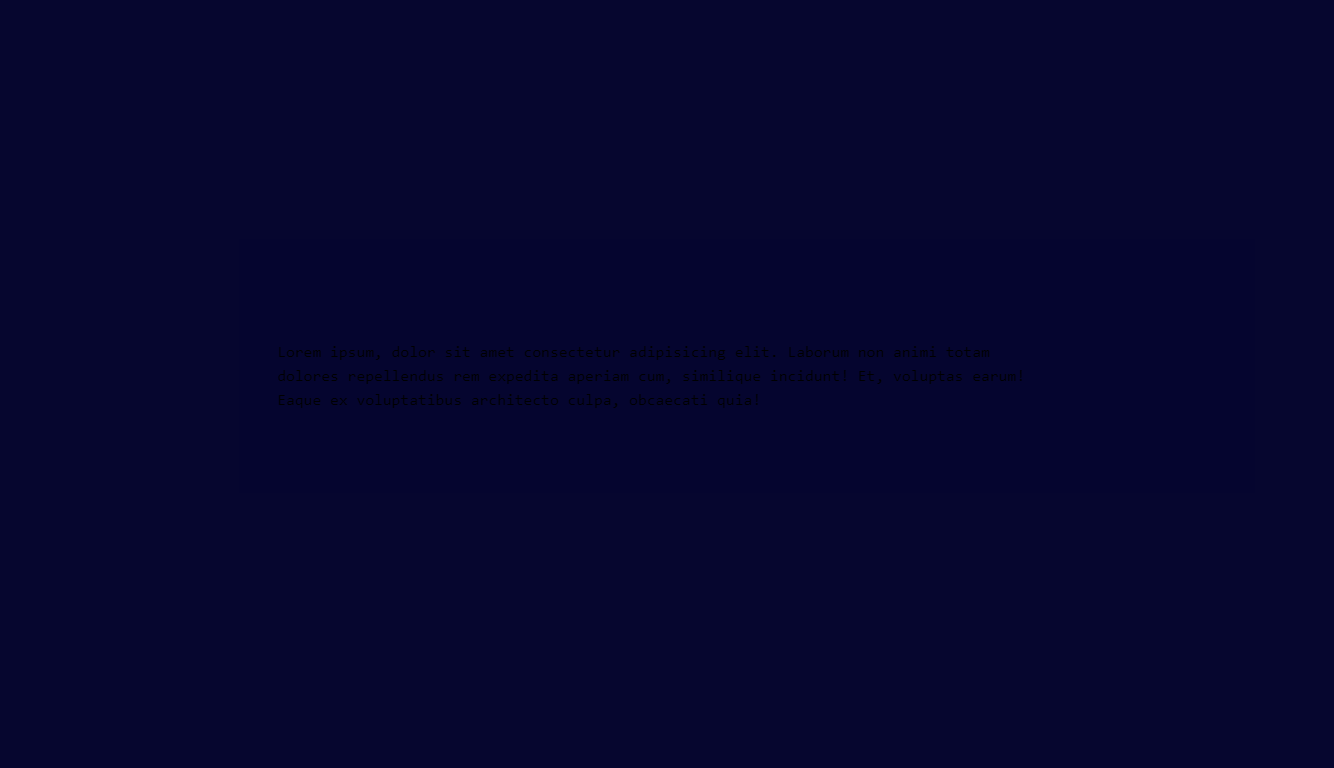 Lorem ipsum, dolor sit amet consectetur adipisicing elit. Laborum non animi totam
dolores repellendus rem expedita aperiam cum, similique incidunt! Et, voluptas earum!
Eaque ex voluptatibus architecto culpa, obcaecati quia!